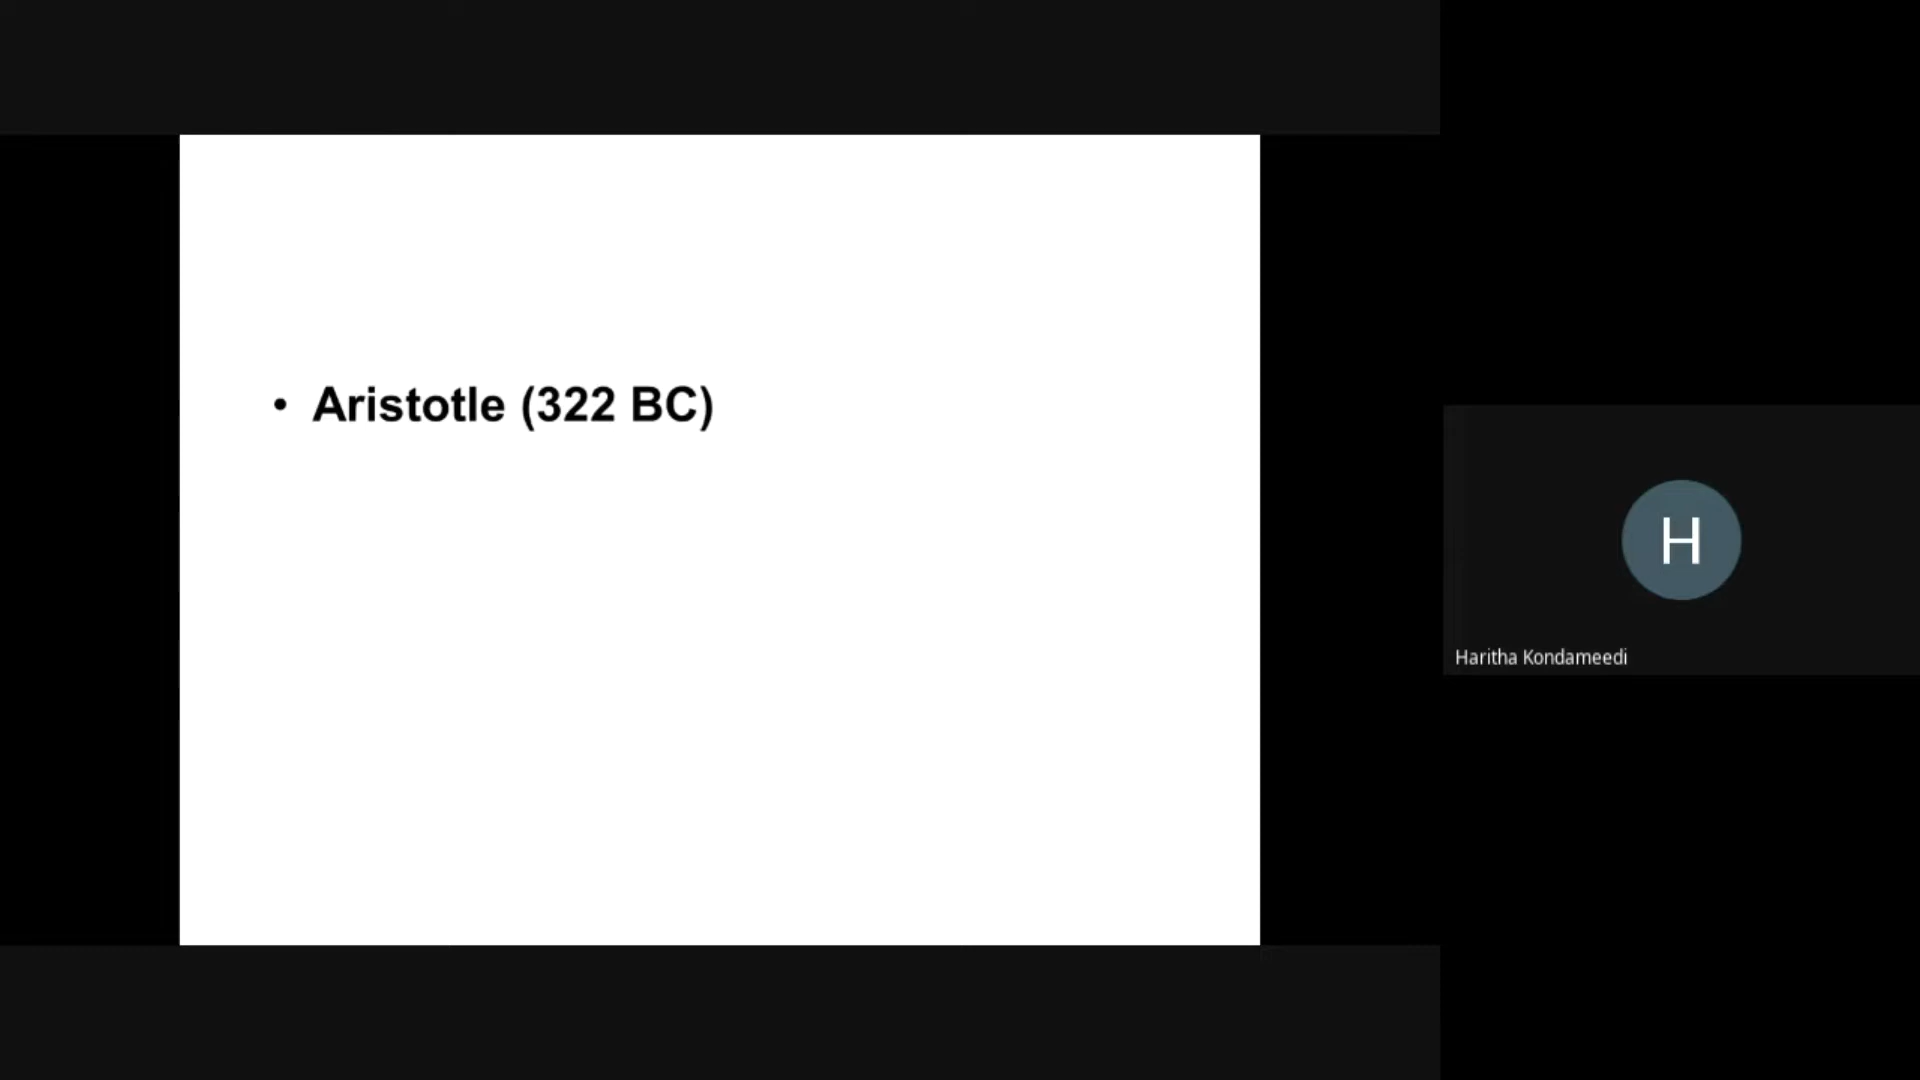 • Aristotle (322 BC)
H
Haritha Kondameedi